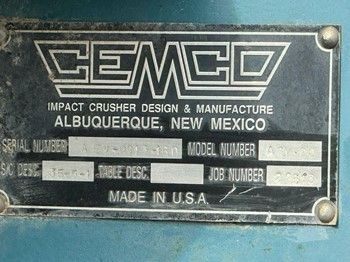 CEMCO
IMPACT CRUSHER DESIGN & MANUFACTURE
ALBUQUERQUE, NEW MEXICO
SERIAL NUMBER MODEL NUMBER
S/C DESC. TABLE DESC. JOB NUMBER
MADE IN U.S.A.